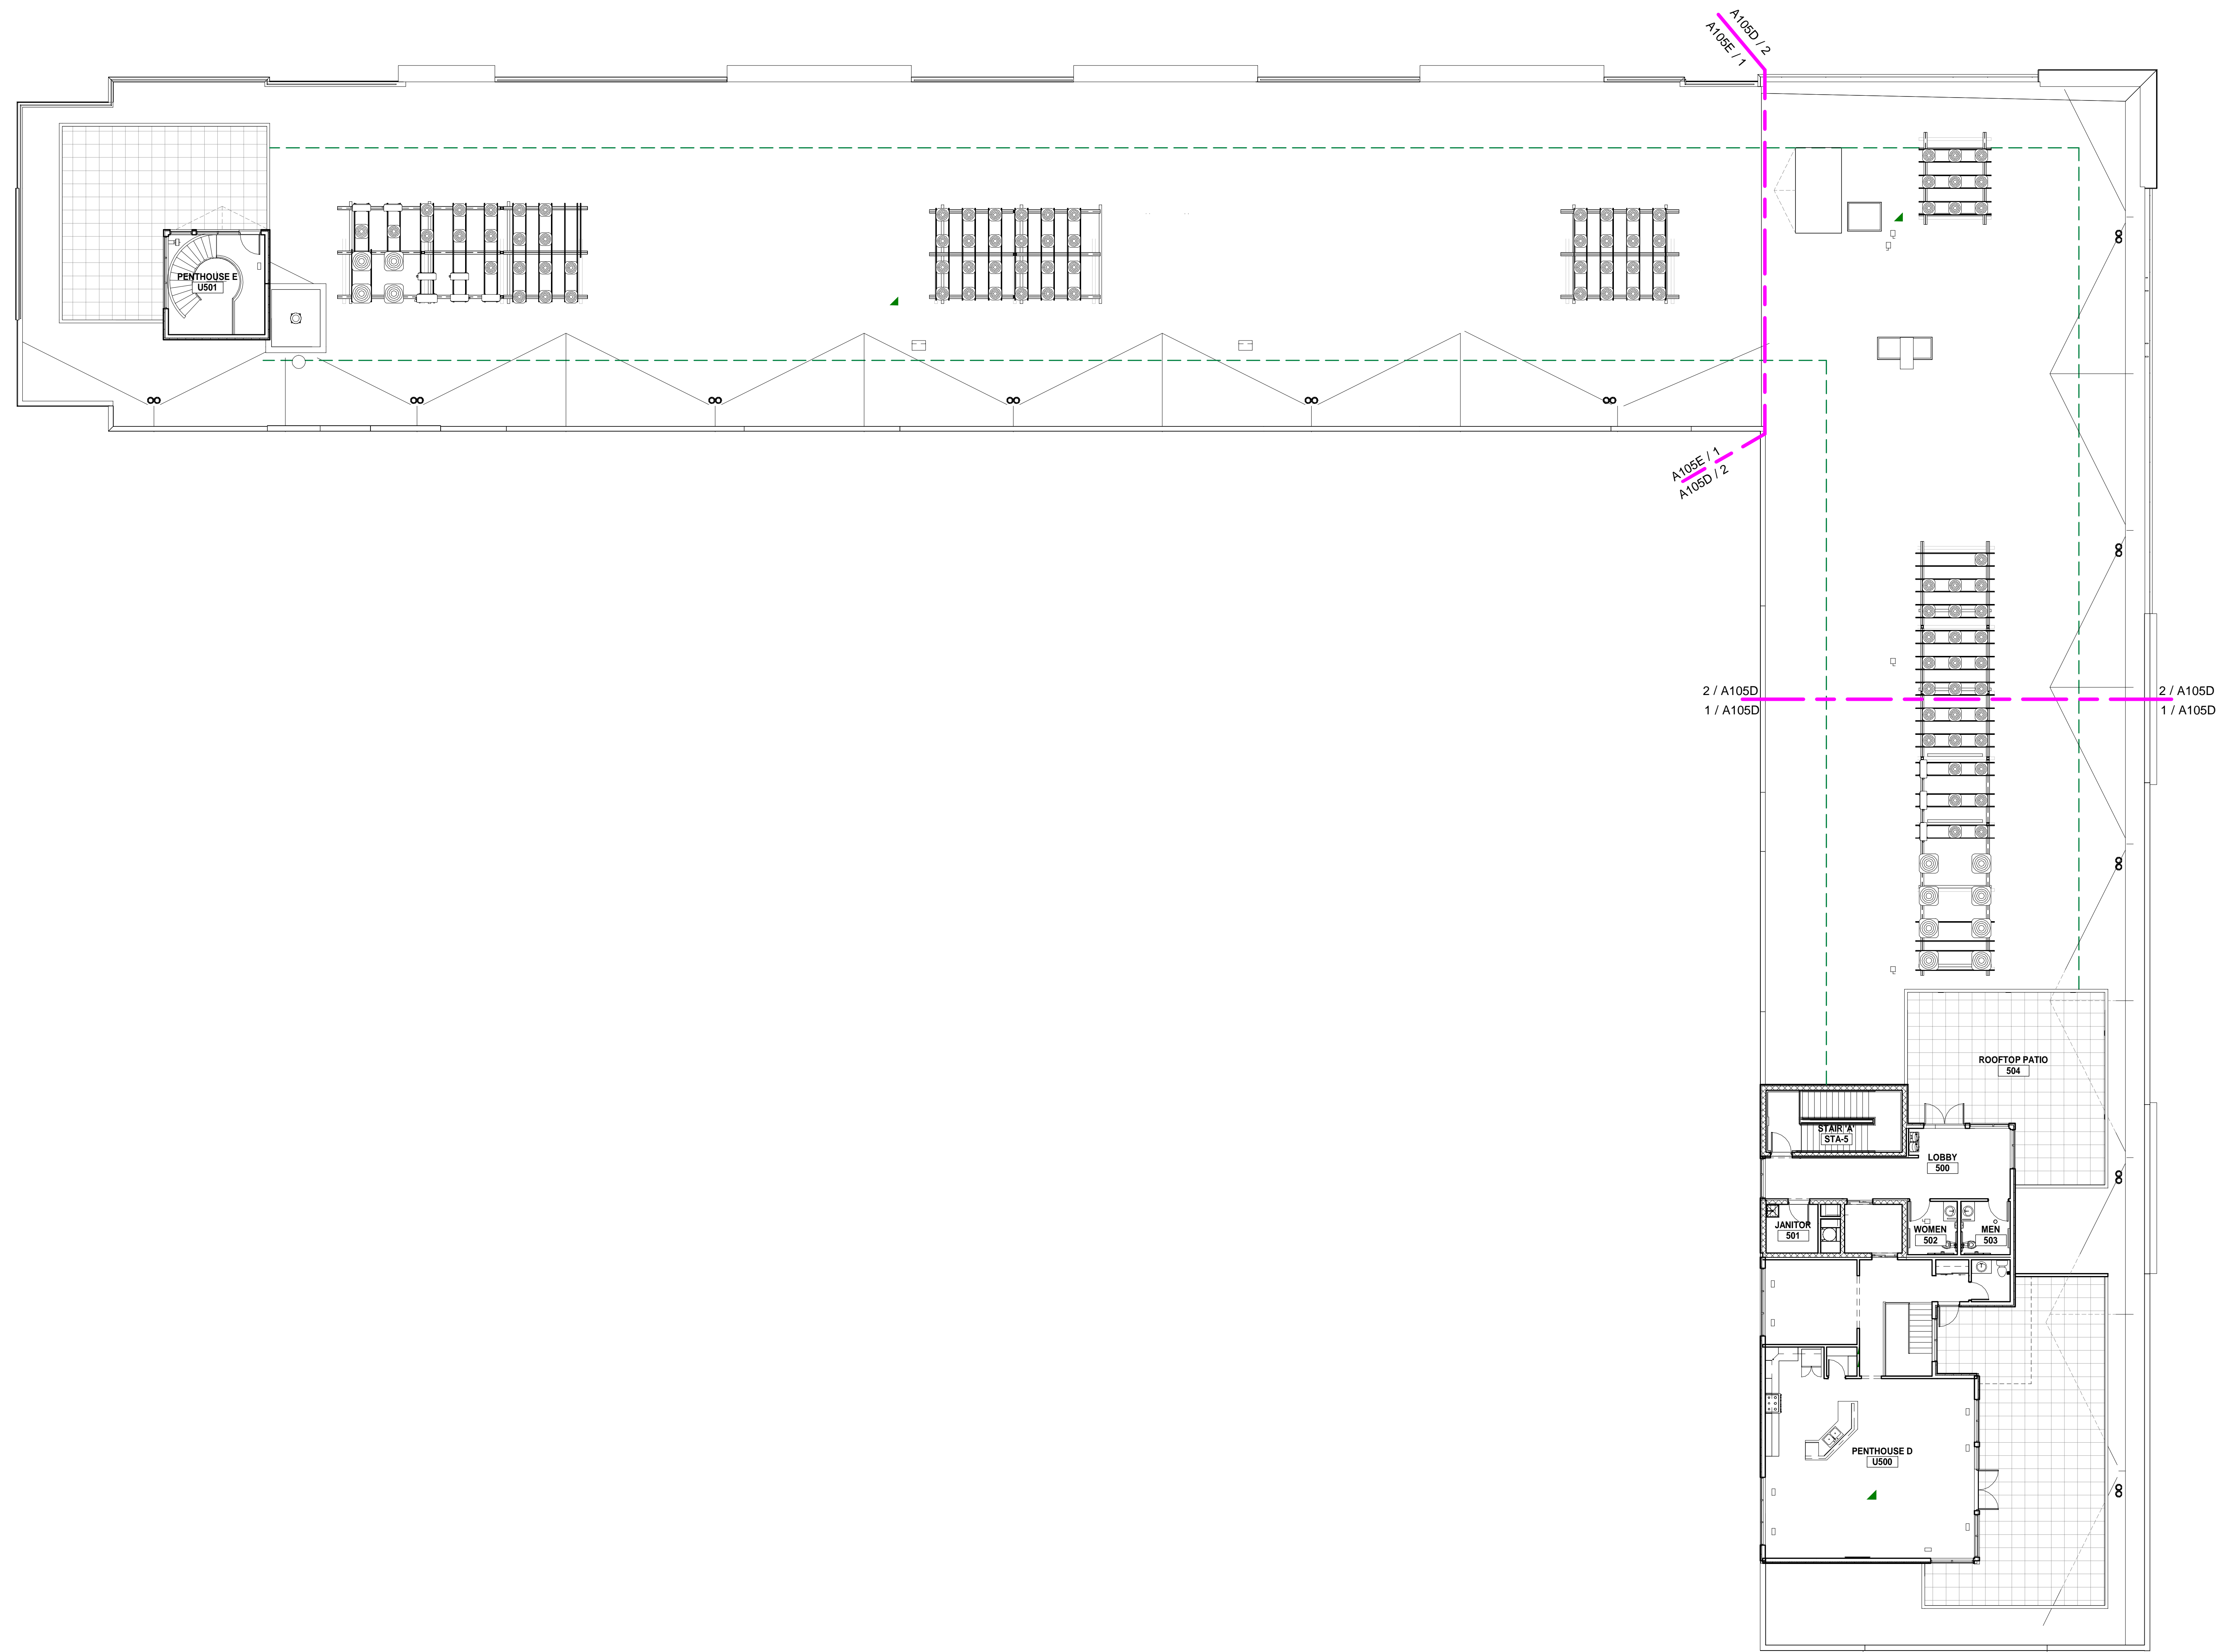 A105D / 2
A105E / 1
PENTHOUSE E
U501
A105E / 1
A105D / 2
2 / A105D
1 / A105D
2 / A105D
1 / A105D
ROOFTOP PATIO
504
STAIR 'A'
STA-5
LOBBY
500
JANITOR
501
WOMEN
502
MEN
503
PENTHOUSE D
U500